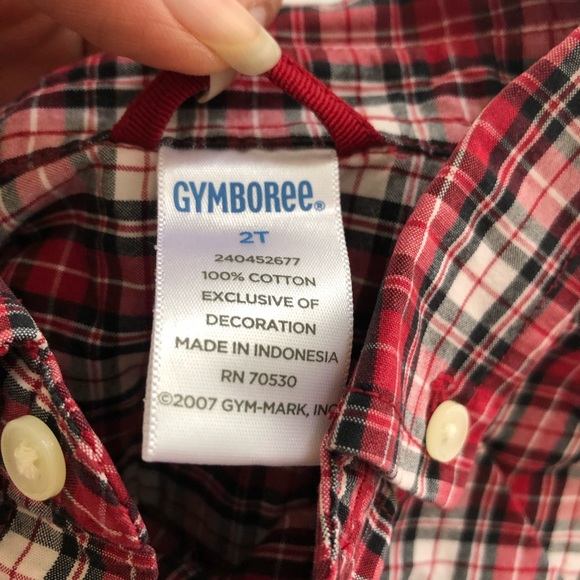 GYMBOREE®
2T
240452677
100% COTTON
EXCLUSIVE OF
DECORATION
MADE IN INDONESIA
RN 70530
©2007 GYM-MARK, INC